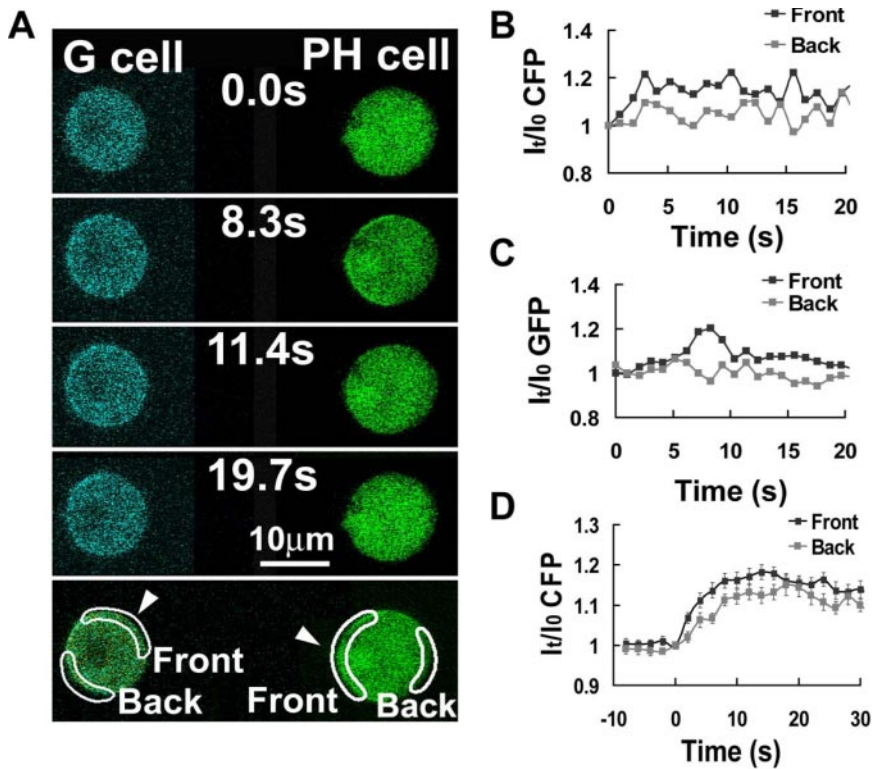 A
G cell PH cell
0.0s
8.3s
11.4s
19.7s
10μm
Front
Back
Front
Back
B
Front
Back
It/I0 CFP
1.4
1.2
1
0.8
0 5 10 15 20
Time (s)
C
Front
Back
It/I0 GFP
1.4
1.2
1
0.8
0 5 10 15 20
Time (s)
D
Front
Back
It/I0 CFP
1.3
1.2
1.1
1.0
0.9
-10 0 10 20 30
Time (s)